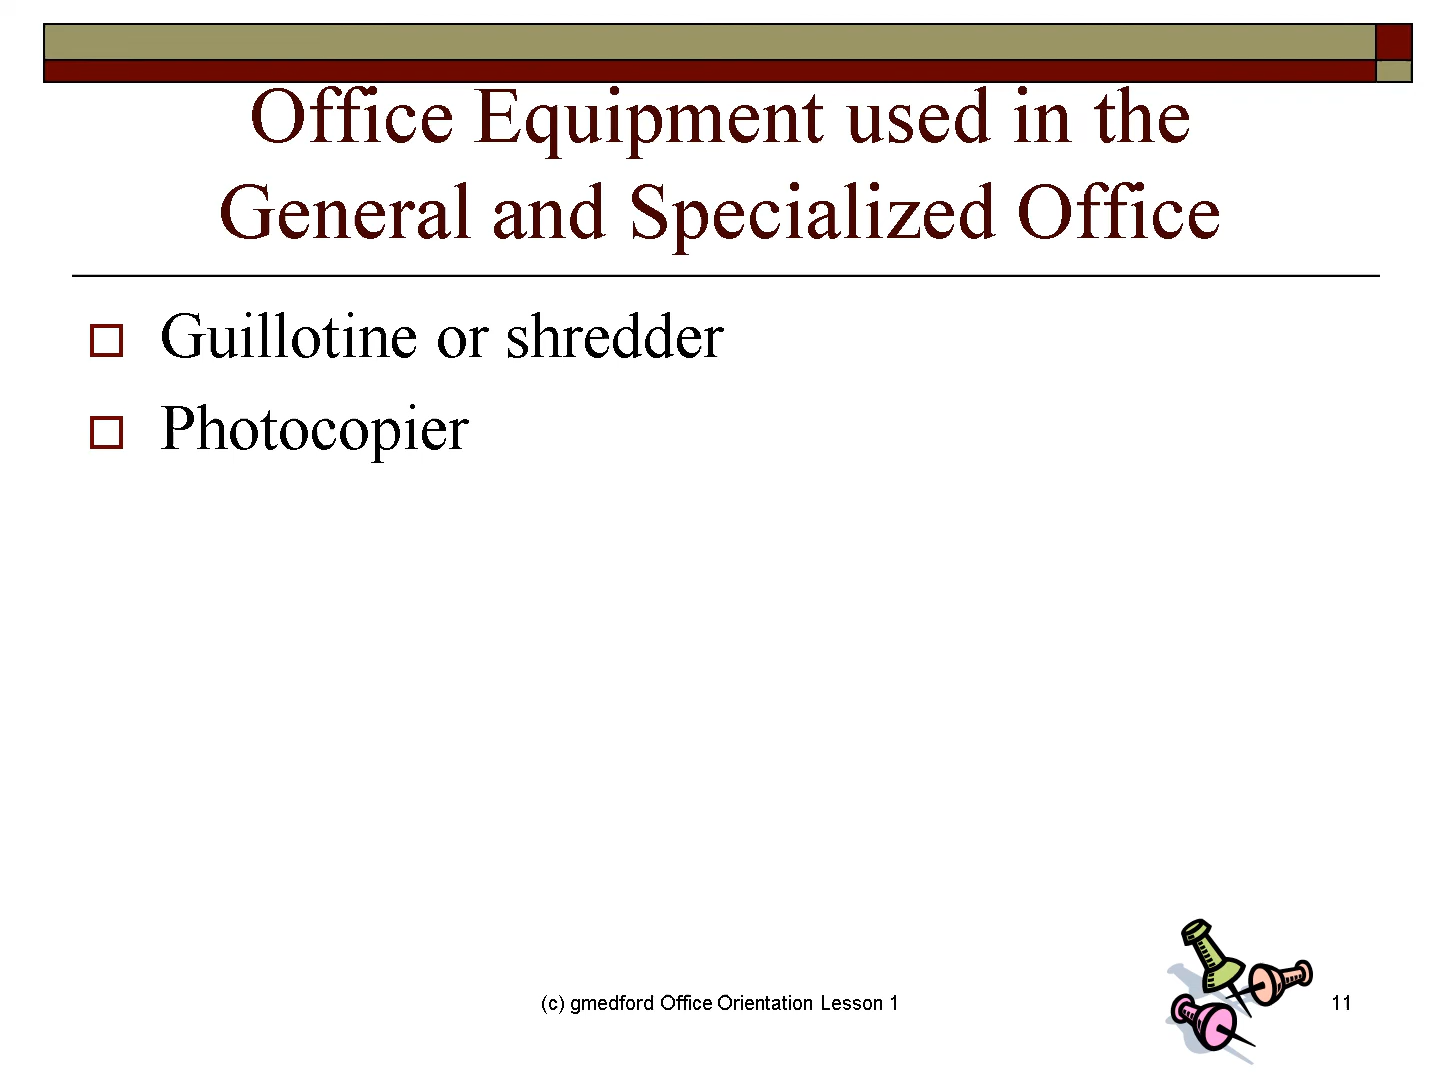 Office Equipment used in the
General and Specialized Office
Guillotine or shredder
Photocopier
(c) gmedford Office Orientation Lesson 1
11